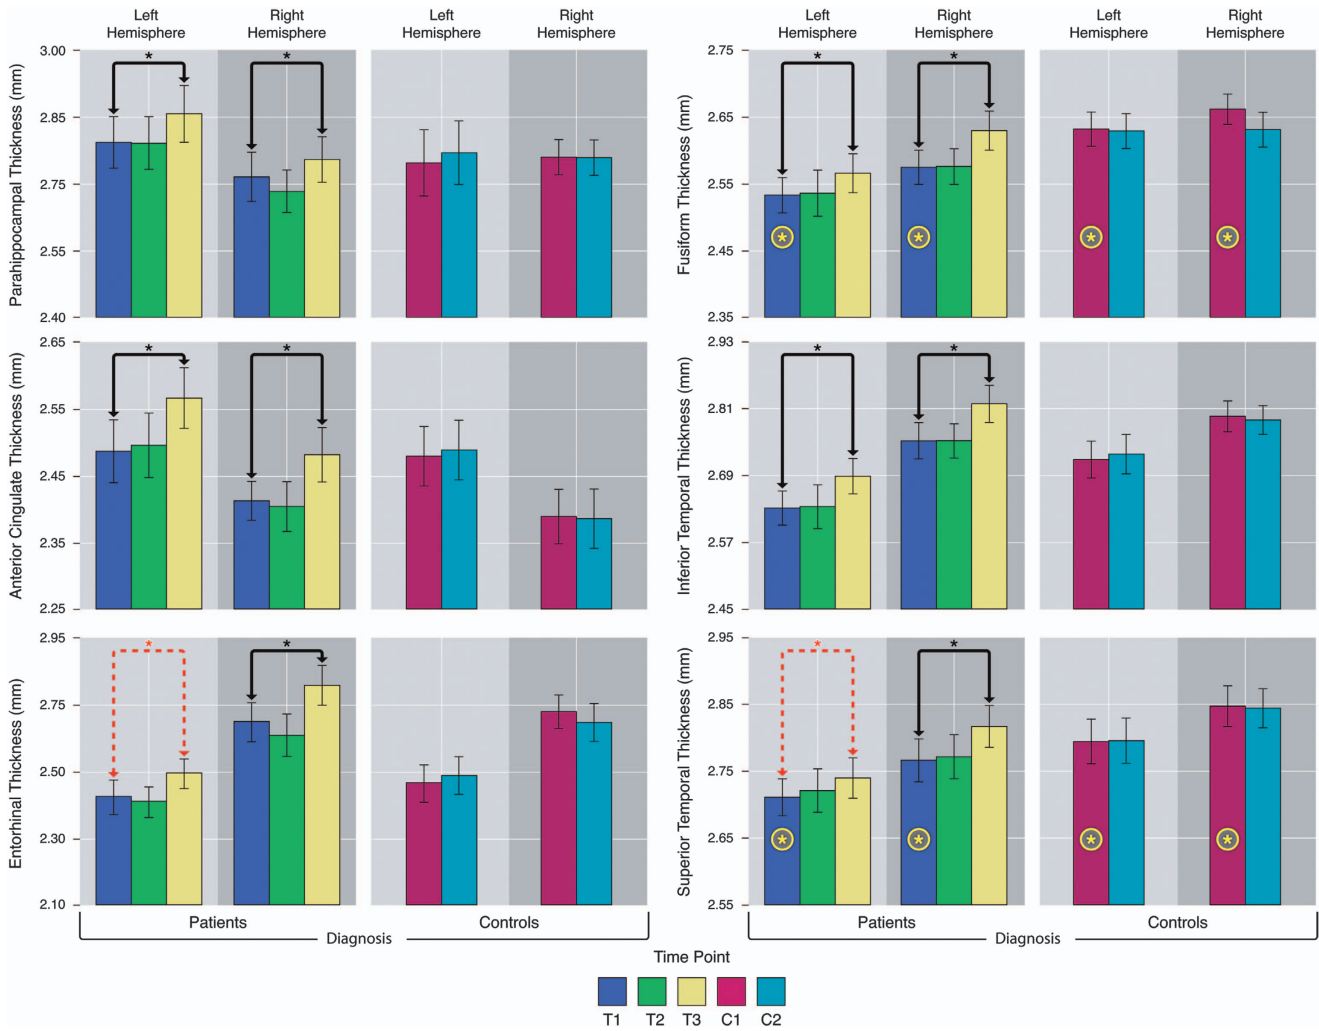 Left Hemisphere
Right Hemisphere
Left Hemisphere
Right Hemisphere
Parahippocampal Thickness (mm)
3.00
2.85
2.75
2.55
2.40
*
*
Left Hemisphere
Right Hemisphere
Left Hemisphere
Right Hemisphere
Fusiform Thickness (mm)
2.75
2.65
2.55
2.45
2.35
*
*
*
*
*
*
Anterior Cingulate Thickness (mm)
2.65
2.55
2.45
2.35
2.25
*
*
Inferior Temporal Thickness (mm)
2.93
2.81
2.69
2.57
2.45
*
*
Entorhinal Thickness (mm)
2.95
2.75
2.50
2.30
2.10
*
*
Patients
Controls
Diagnosis
Superior Temporal Thickness (mm)
2.95
2.85
2.75
2.65
2.55
*
*
*
*
*
*
Patients
Controls
Diagnosis
Time Point
T1
T2
T3
C1
C2